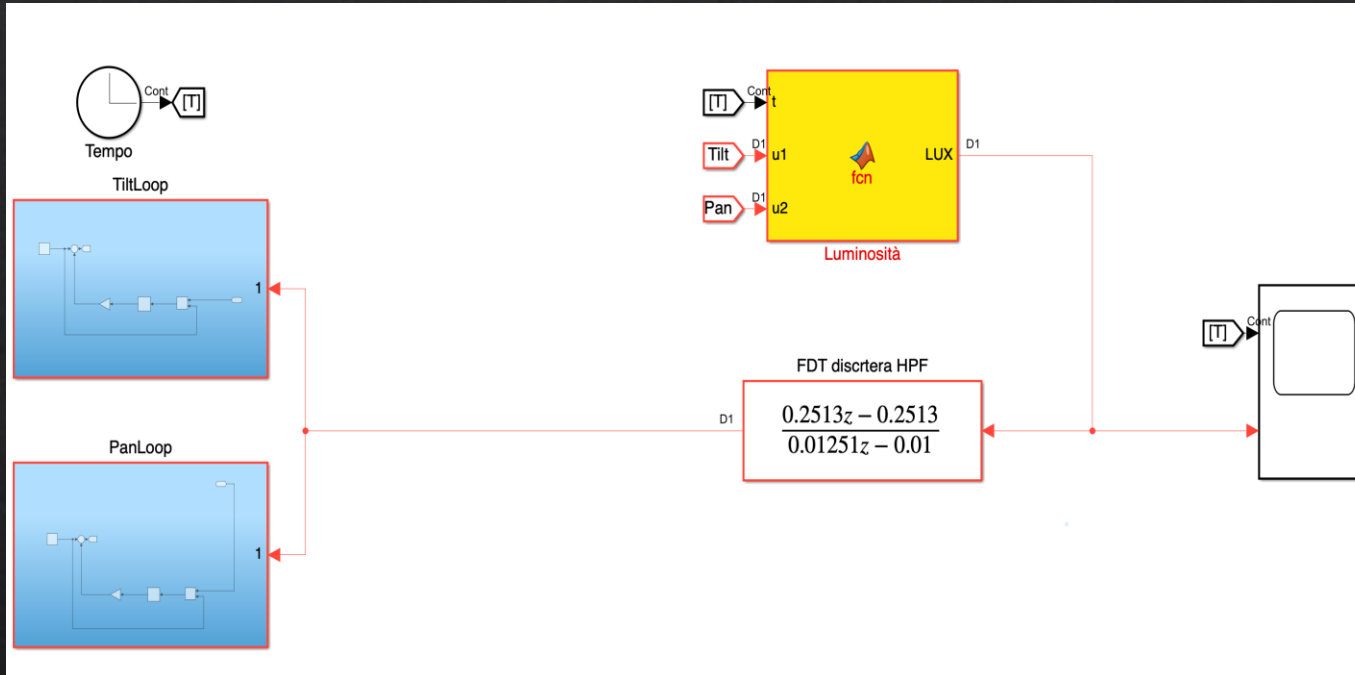 Cont
[T]
Tempo
TiltLoop
1
PanLoop
1
[T]
Cont
t
Tilt
D1
u1
Pan
D1
u2
fcn
LUX
D1
Luminosità
FDT discrtera HPF
D1
0.2513z − 0.2513
0.01251z − 0.01
[T]
Cont